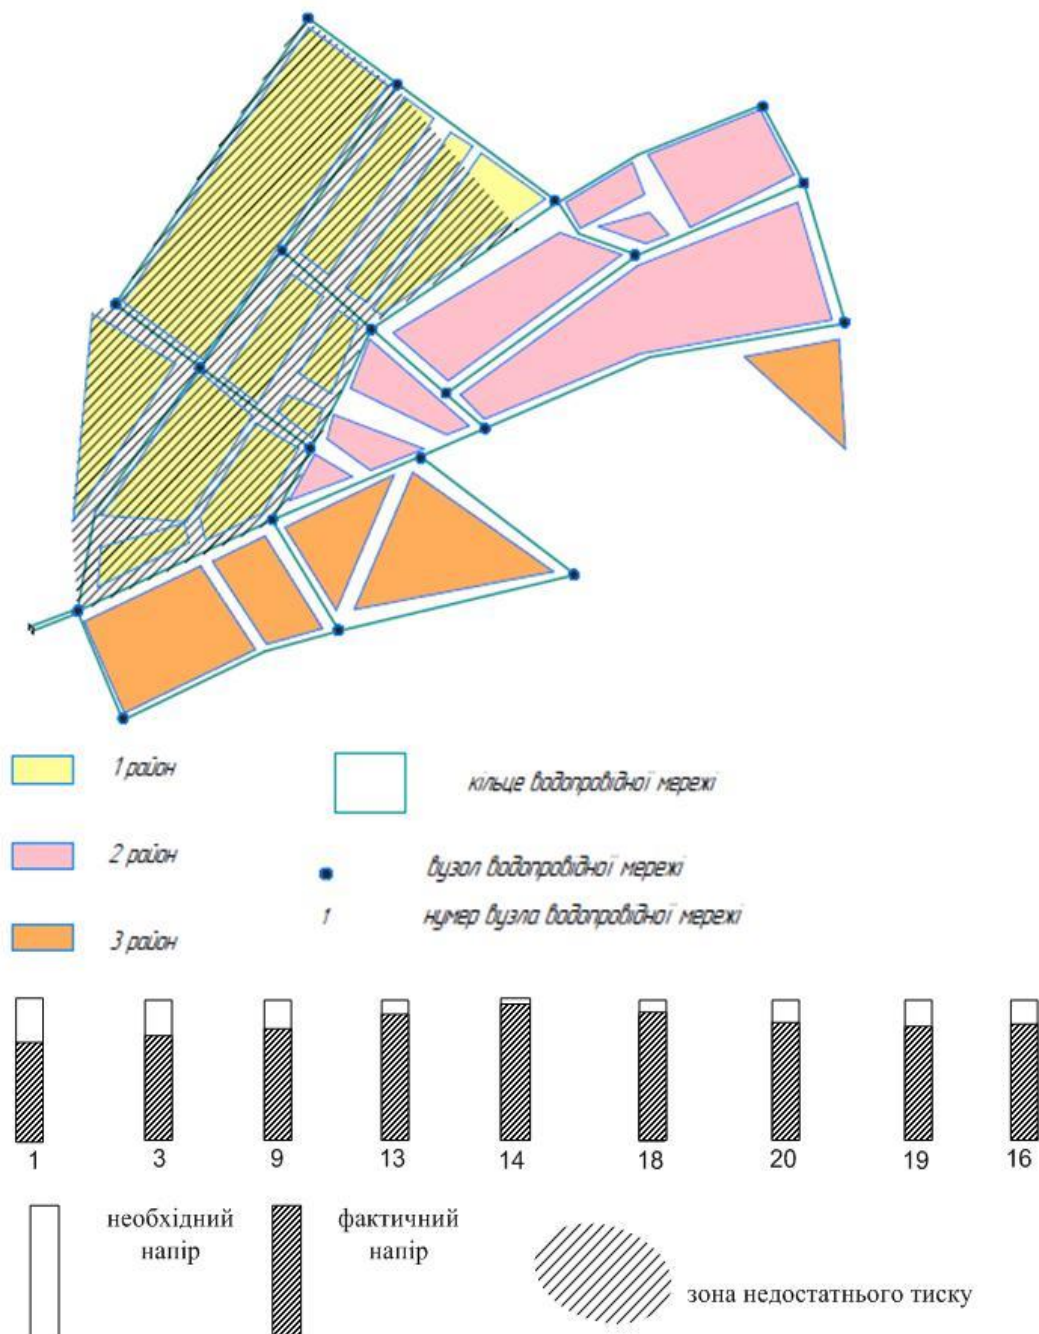 1 район
кільце водопровідної мережі
2 район
вузол водопровідної мережі
1 нумер вузла водопровідної мережі
3 район
1 3 9 13 14 18 20 19 16
необхідний
напір
фактичний
напір
зона недостатнього тиску